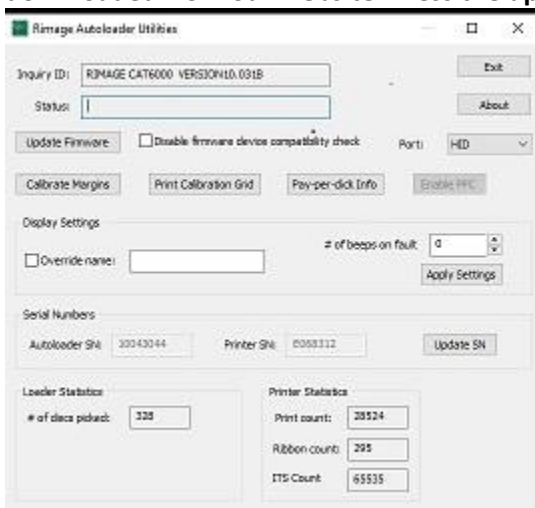 Rimage Autoloader Utilities
Inquiry ID: RIMAGE CAT6000 VERSION10.031B
Exit
Status:
About
Update Firmware
Disable firmware device compatibility check
Port: HID
Calibrate Margins
Print Calibration Grid
Pay-per-click Info
Enable PPC
Display Settings
Override name:
# of beeps on fault 0
Apply Settings
Serial Numbers
Autoloader SN:
Printer SN:
Update SN
Loader Statistics
# of discs picked: 328
Printer Statistics
Print count: 28524
Ribbon count: 295
ITS Count 65535